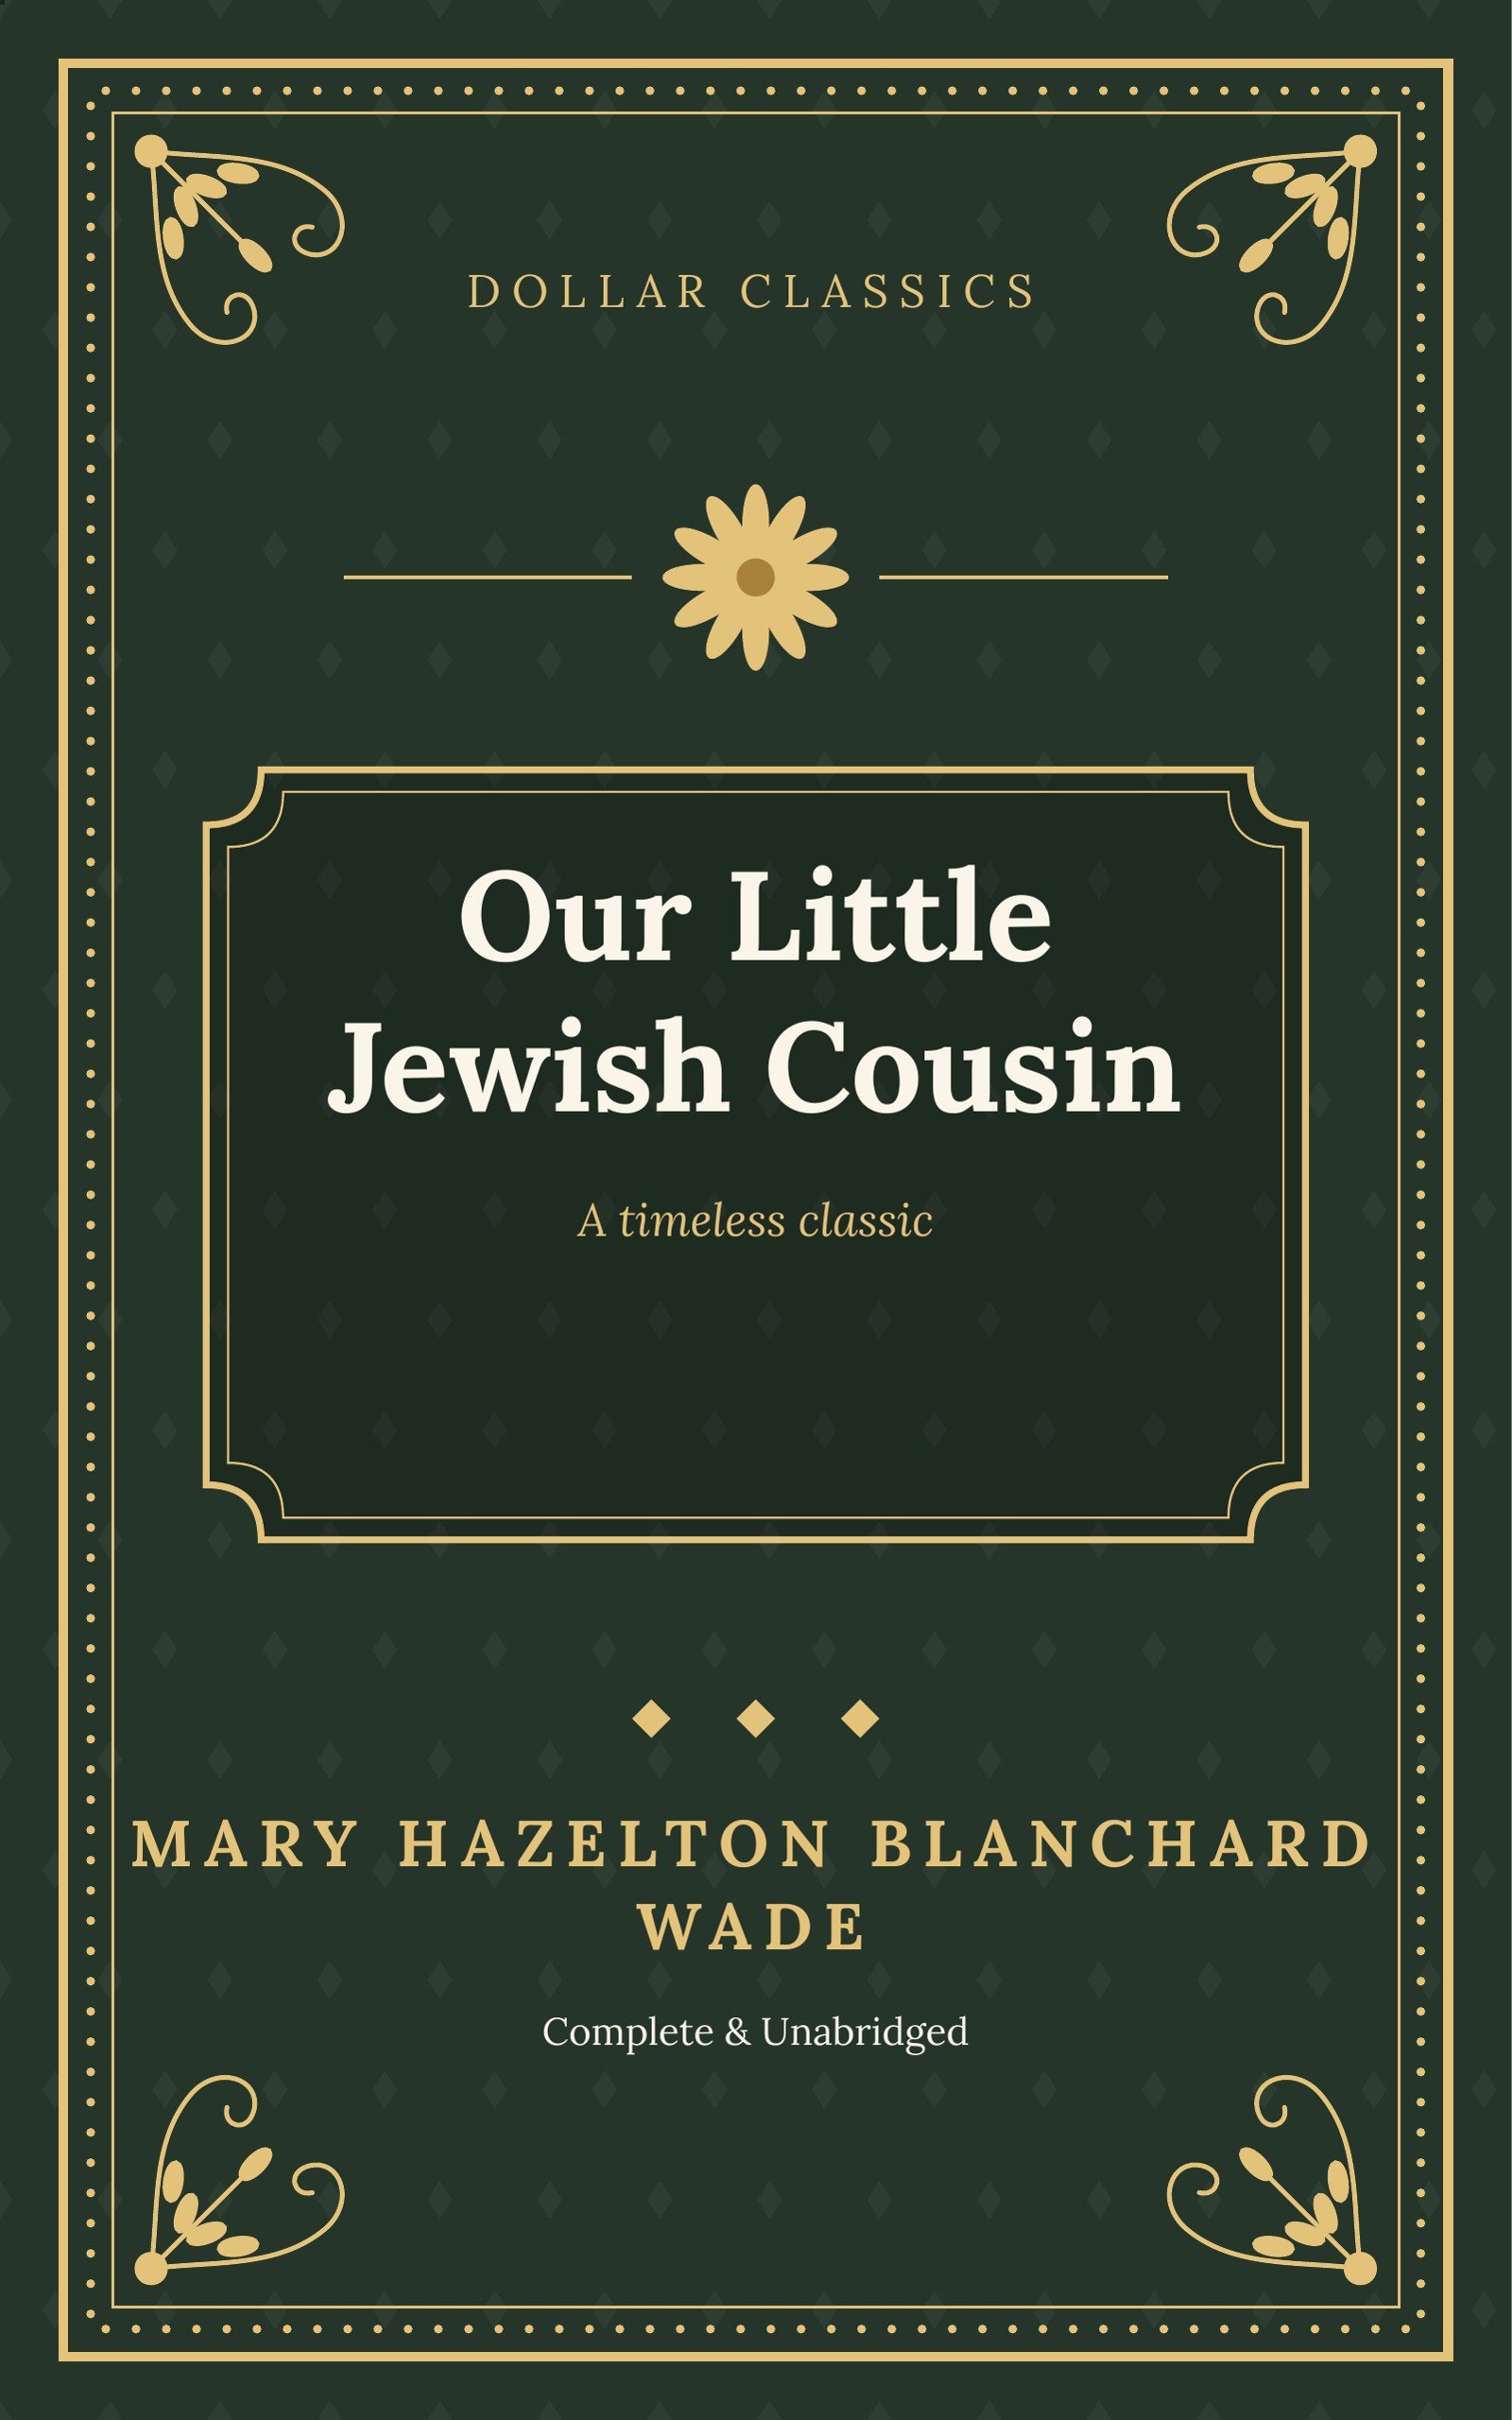 DOLLAR CLASSICS
Our Little
Jewish Cousin
A timeless classic
MARY HAZELTON BLANCHARD
WADE
Complete & Unabridged